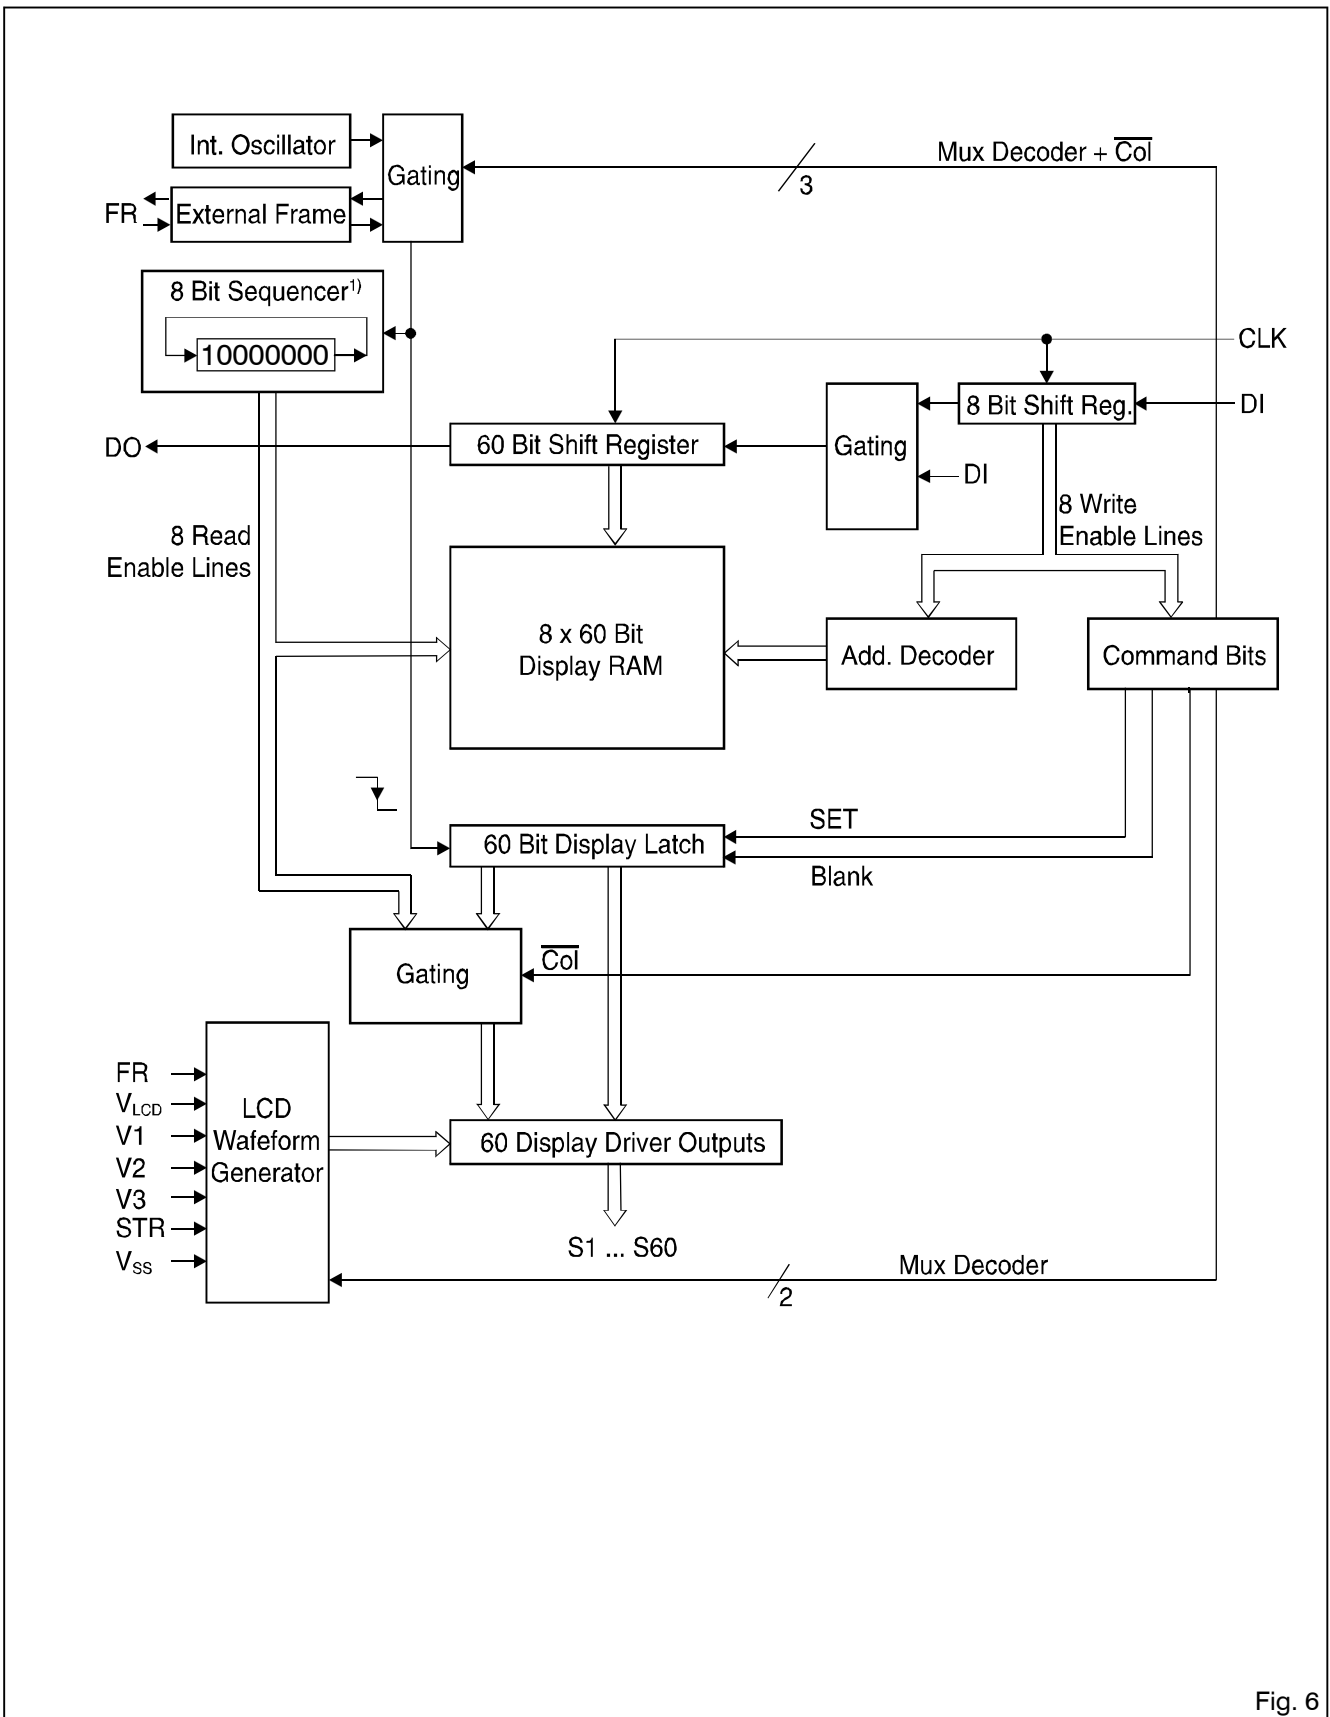 Int. Oscillator
Gating
Mux Decoder + C̅o̅l̅
3
FR
External Frame
8 Bit Sequencer¹⁾
10000000
CLK
8 Bit Shift Reg.
DI
DO
60 Bit Shift Register
Gating
DI
8 Read
Enable Lines
8 Write
Enable Lines
8 x 60 Bit
Display RAM
Add. Decoder
Command Bits
SET
60 Bit Display Latch
Blank
Gating
C̅o̅l̅
FR
VLCD
V1
V2
V3
STR
VSS
LCD
Wafeform
Generator
60 Display Driver Outputs
S1 ... S60
Mux Decoder
2
Fig. 6